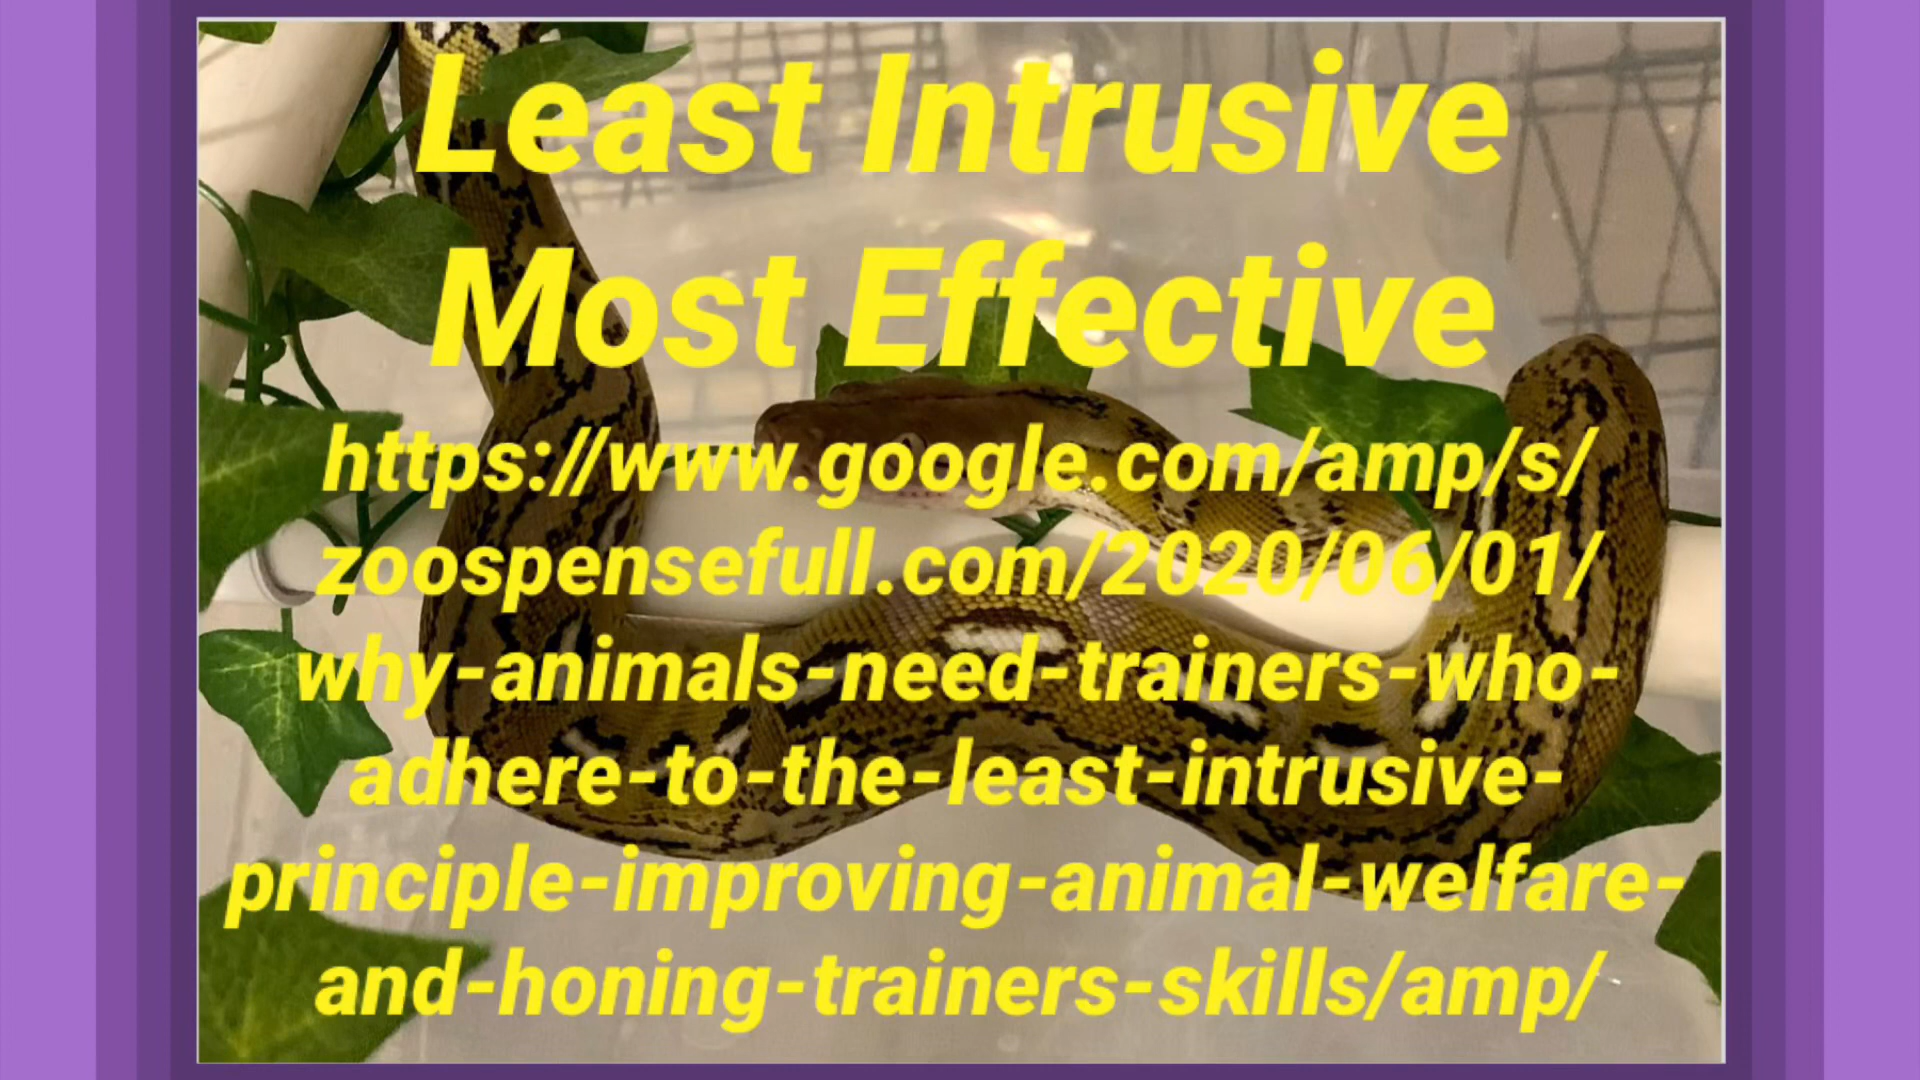 Least Intrusive
Most Effective
https://www.google.com/amp/s/
zoospensefull.com/2020/06/01/
why-animals-need-trainers-who-
adhere-to-the-least-intrusive-
principle-improving-animal-welfare-
and-honing-trainers-skills/amp/